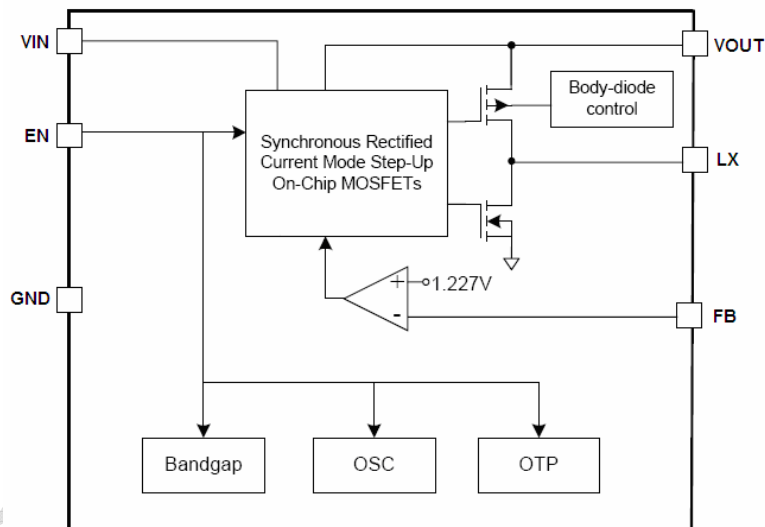 VIN
VOUT
Body-diode
control
EN
Synchronous Rectified
Current Mode Step-Up
On-Chip MOSFETs
LX
+
1.227V
GND
-
FB
Bandgap
OSC
OTP